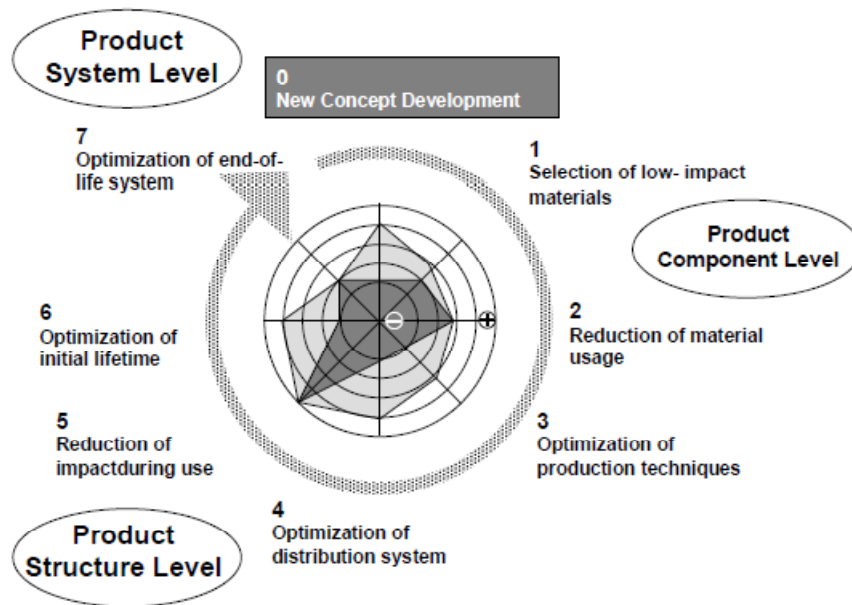 Product
System Level
0
New Concept Development
7
Optimization of end-of-
life system
1
Selection of low- impact
materials
Product
Component Level
6
Optimization of
initial lifetime
2
Reduction of material
usage
5
Reduction of
impactduring use
3
Optimization of
production techniques
4
Optimization of
distribution system
Product
Structure Level